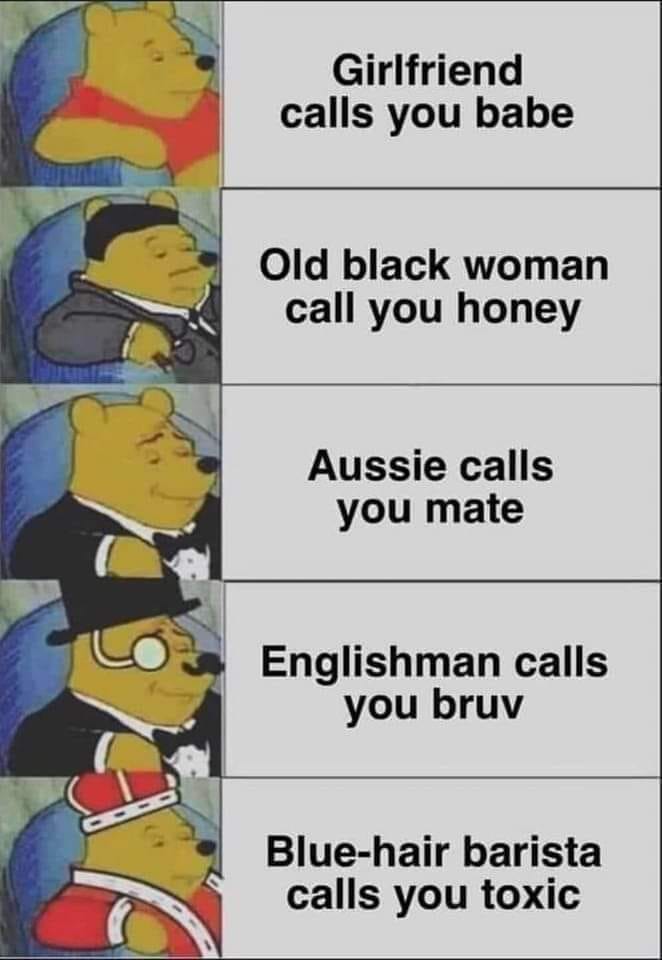 Girlfriend
calls you babe
Old black woman
call you honey
Aussie calls
you mate
Englishman calls
you bruv
Blue-hair barista
calls you toxic